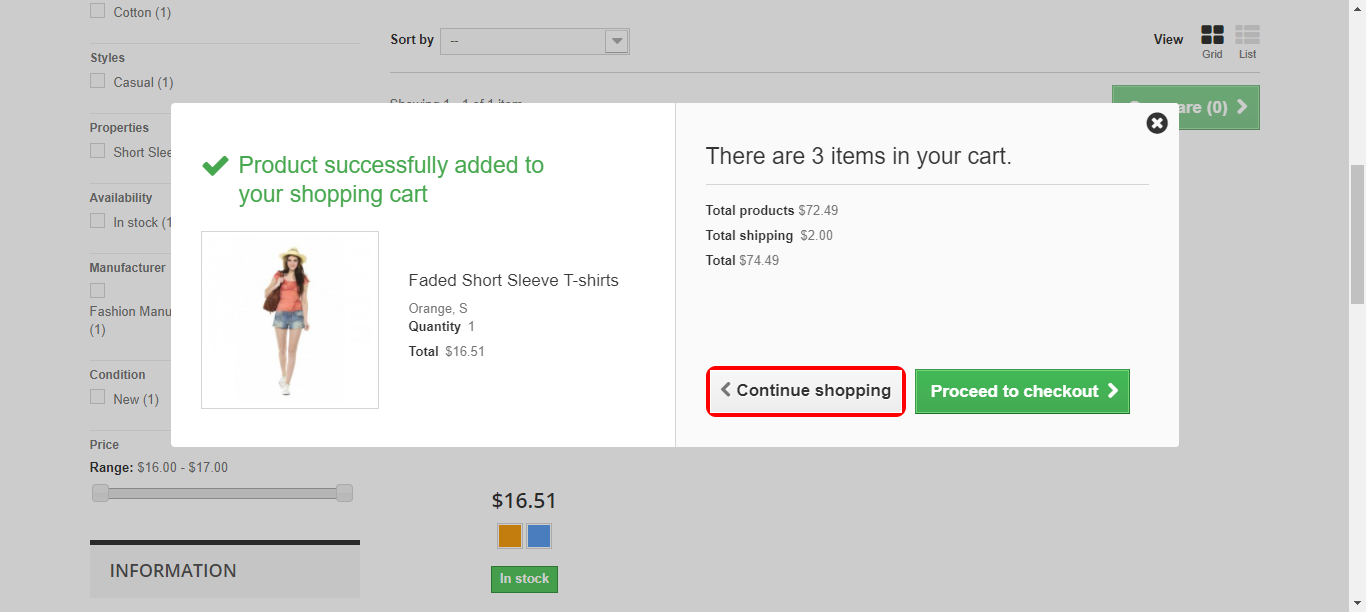 Cotton (1)
Styles
Casual (1)
Properties
Short Slee
Availability
In stock (1
Manufacturer
Fashion Manu
(1)
Condition
New (1)
Price
Range: $16.00 - $17.00
INFORMATION
Sort by --
View
Grid
List
Showing 1 - 1 of 1 item
are (0)
Product successfully added to
your shopping cart
Faded Short Sleeve T-shirts
Orange, S
Quantity 1
Total $16.51
There are 3 items in your cart.
Total products $72.49
Total shipping $2.00
Total $74.49
Continue shopping
Proceed to checkout
$16.51
In stock